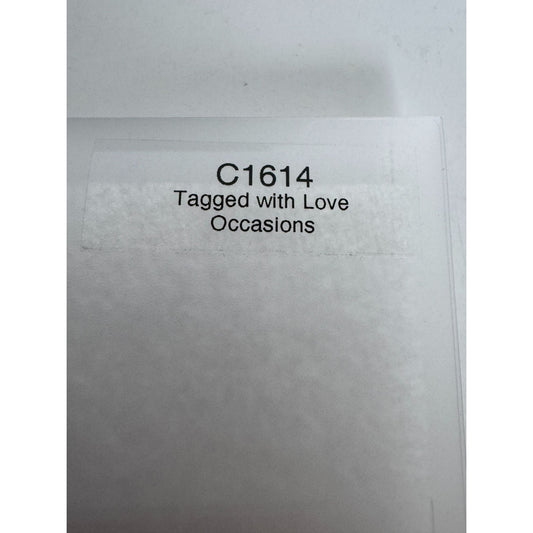 C1614
Tagged with Love
Occasions